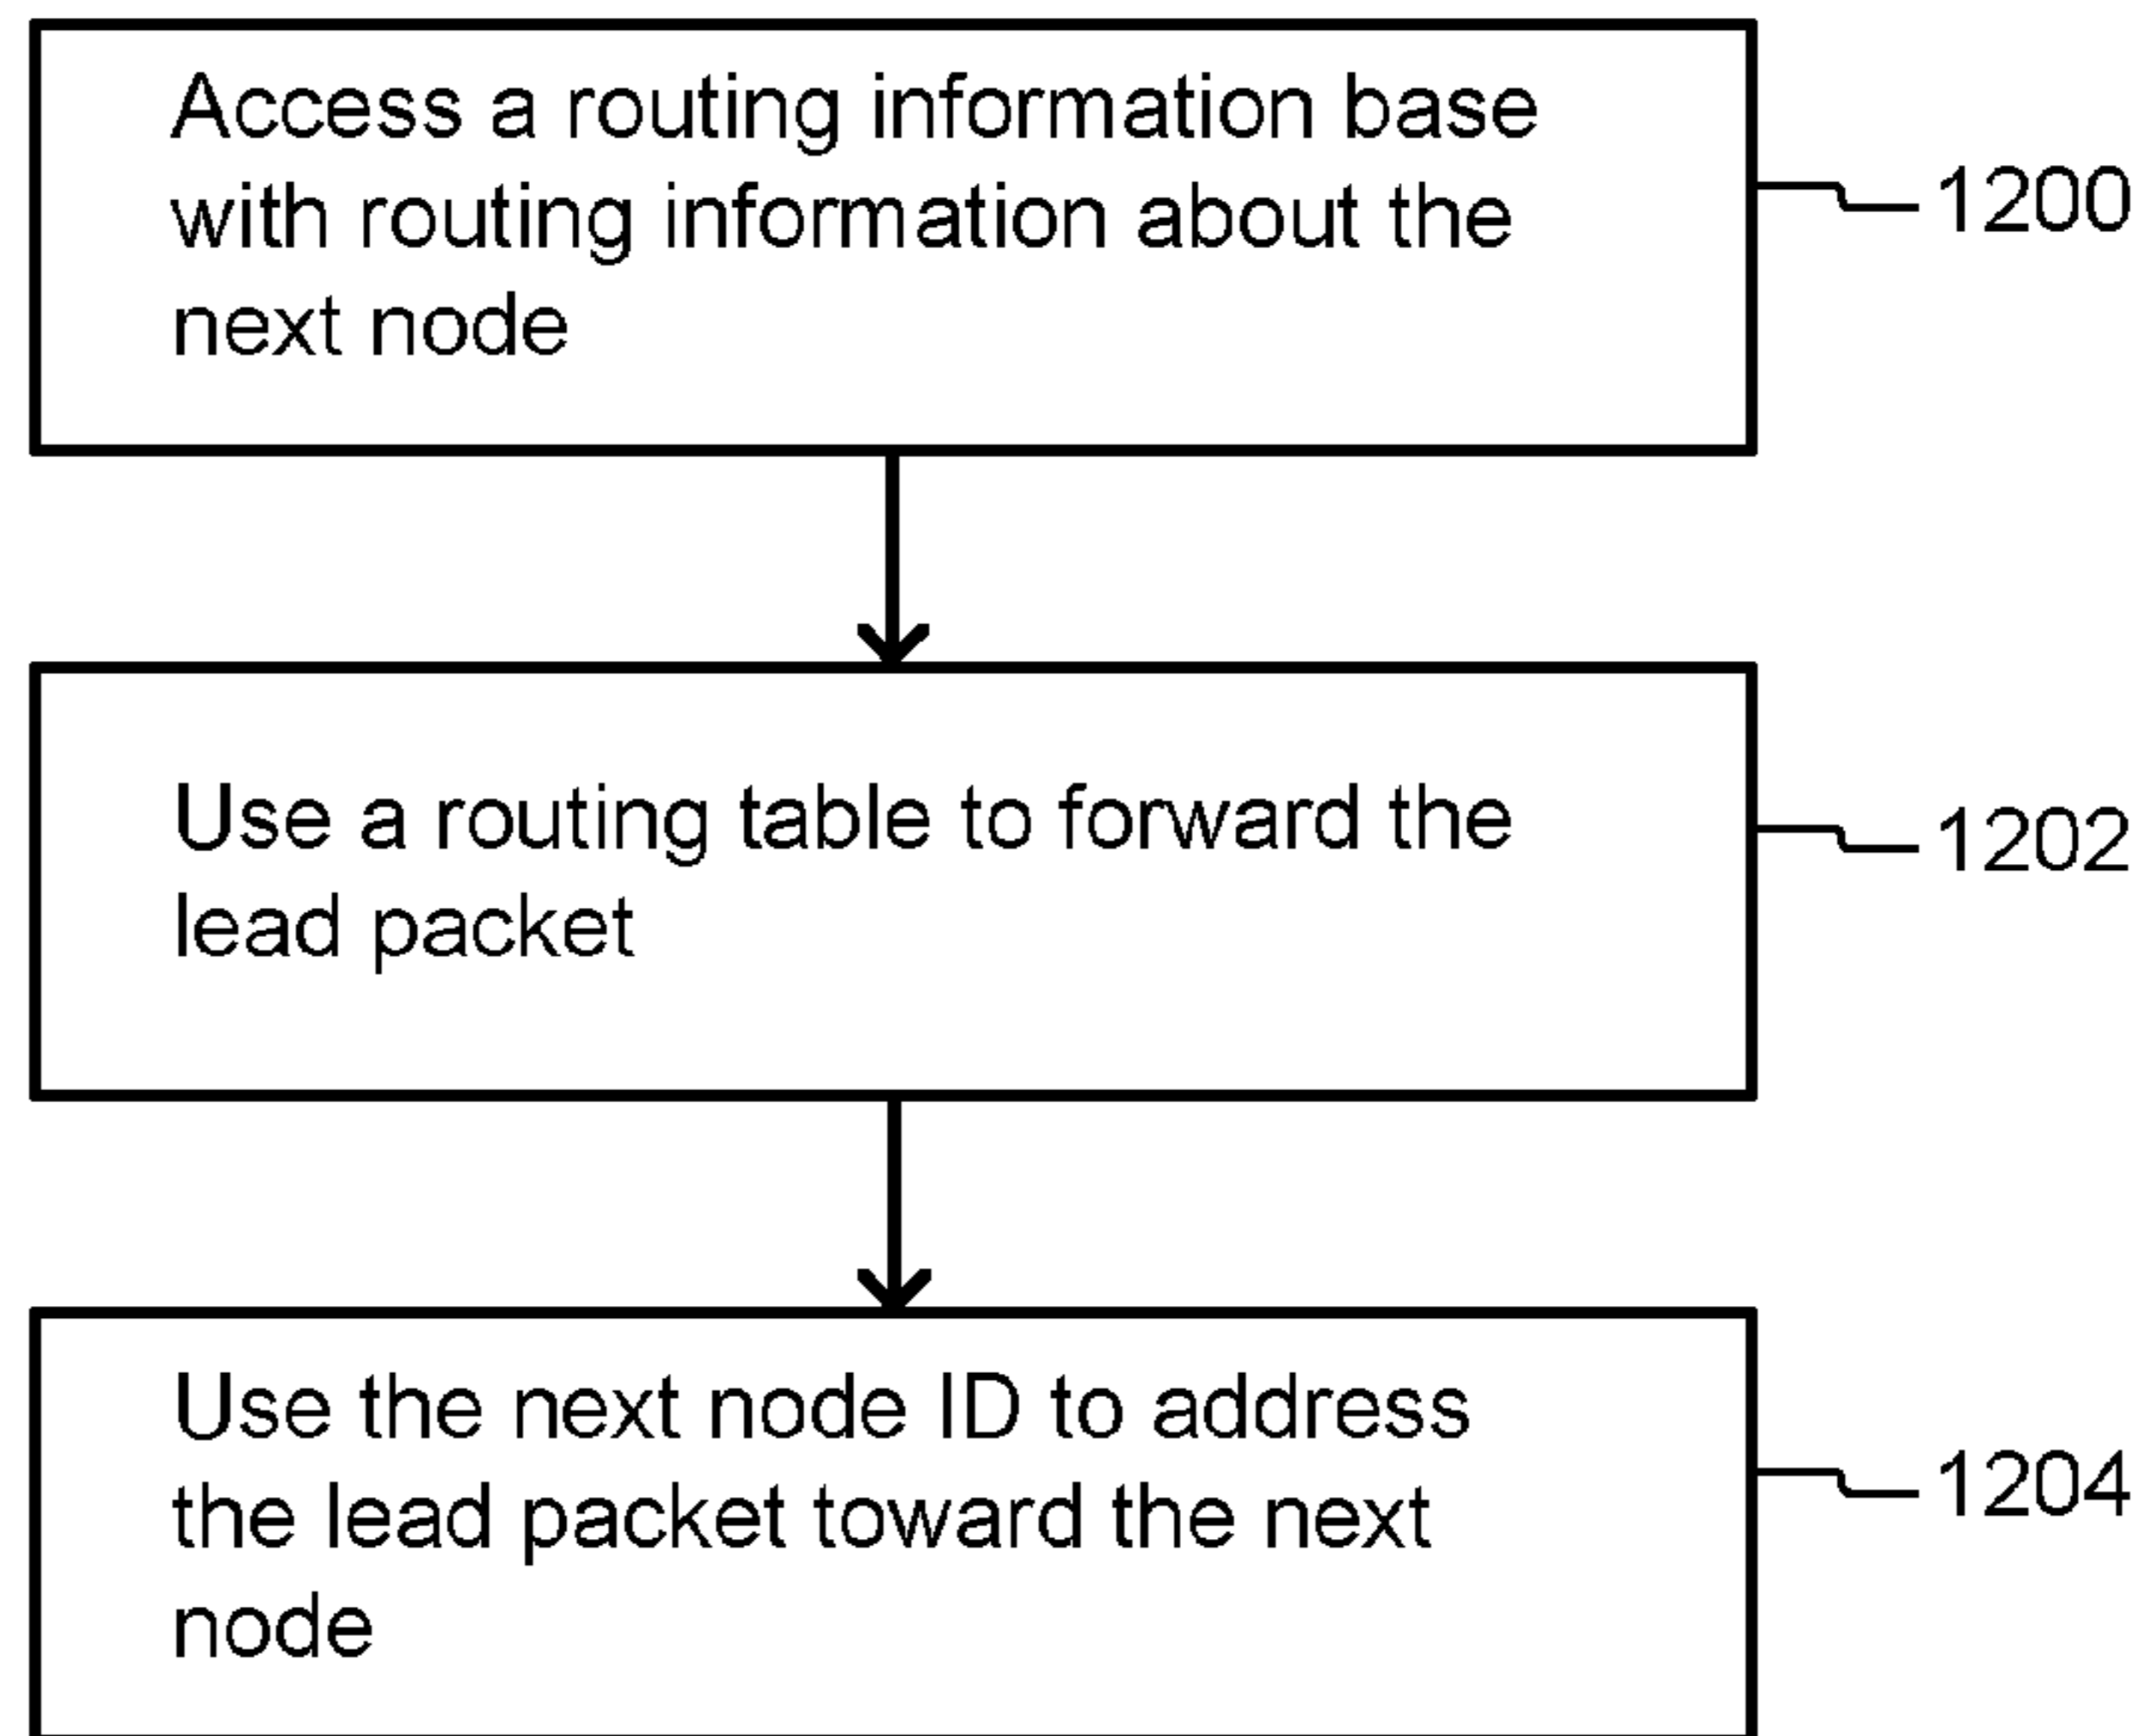 Access a routing information base
with routing information about the
next node
1200
Use a routing table to forward the
lead packet
1202
Use the next node ID to address
the lead packet toward the next
node
1204